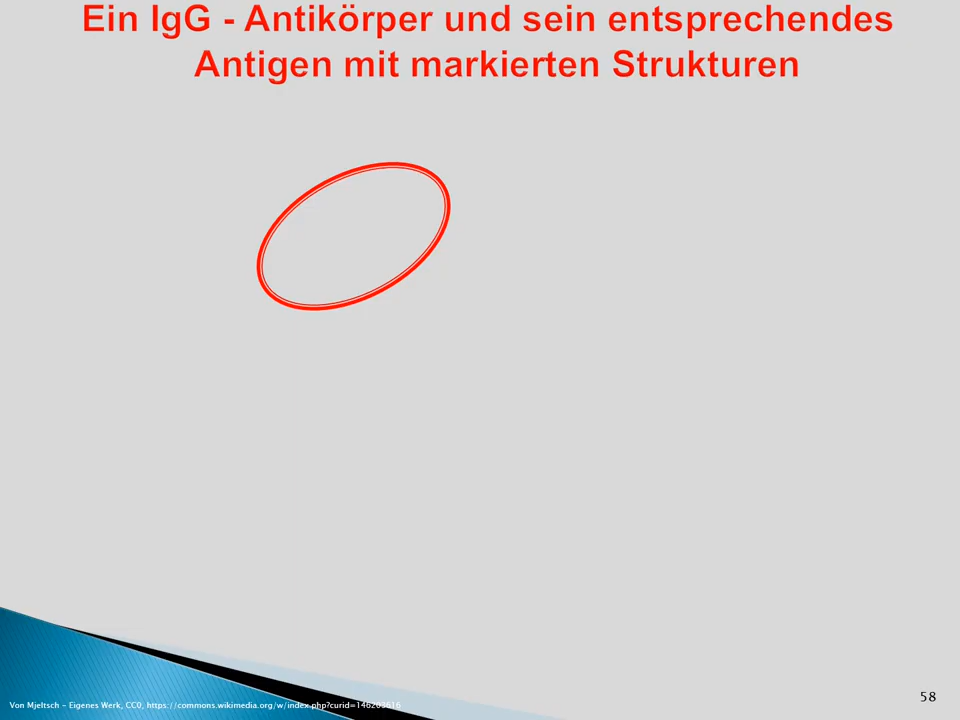 Ein IgG - Antikörper und sein entsprechendes
Antigen mit markierten Strukturen
Von Mjeltsch - Eigenes Werk, CC0, https://commons.wikimedia.org/w/index.php?curid=146203616
58